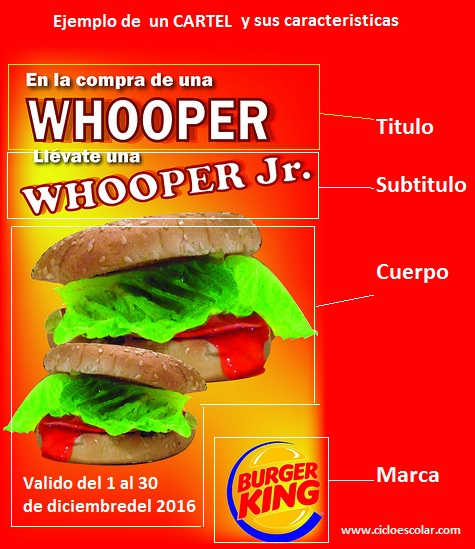 Ejemplo de un CARTEL y sus caracteristicas
En la compra de una
WHOOPER
Llévate una
WHOOPER Jr.
Titulo
Subtitulo
Cuerpo
Marca
BURGER
KING
Valido del 1 al 30
de diciembredel 2016
www.cicloescolar.com